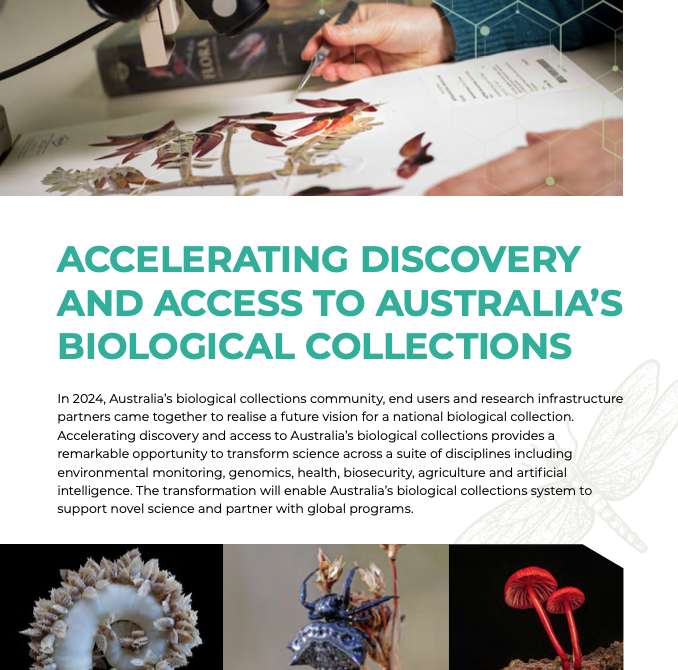 FLORA
ACCELERATING DISCOVERY
AND ACCESS TO AUSTRALIA’S
BIOLOGICAL COLLECTIONS
In 2024, Australia’s biological collections community, end users and research infrastructure
partners came together to realise a future vision for a national biological collection.
Accelerating discovery and access to Australia’s biological collections provides a
remarkable opportunity to transform science across a suite of disciplines including
environmental monitoring, genomics, health, biosecurity, agriculture and artificial
intelligence. The transformation will enable Australia’s biological collections system to
support novel science and partner with global programs.